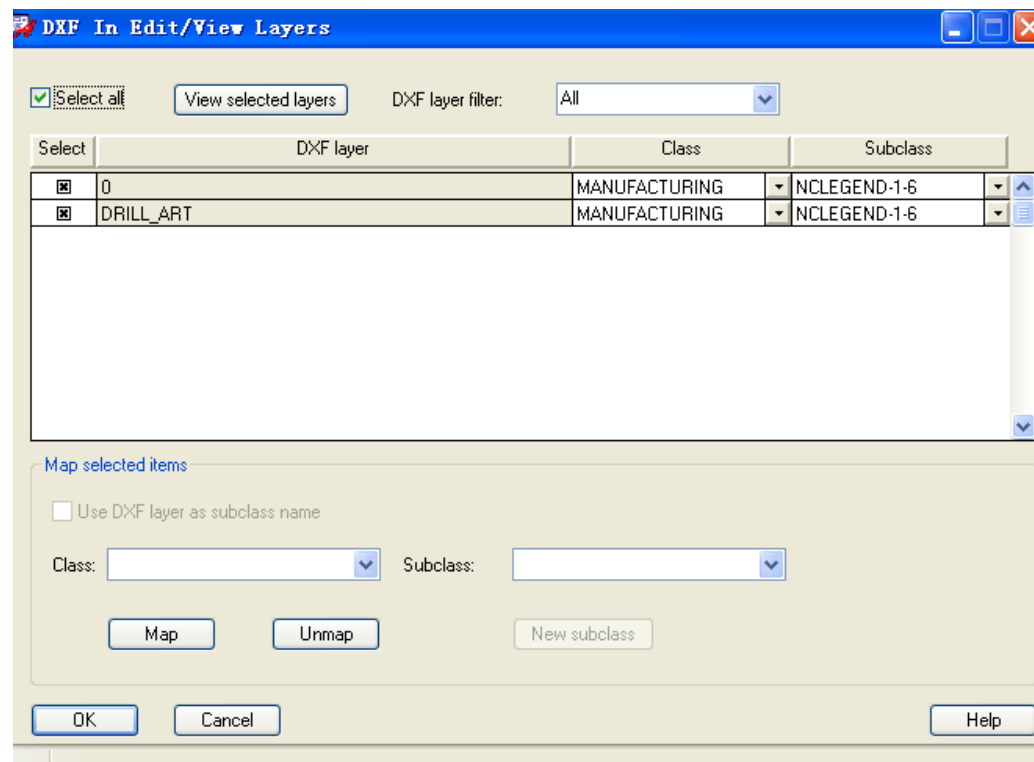 DXF In Edit/View Layers
Select all View selected layers DXF layer filter: All
Select DXF layer Class Subclass
0 MANUFACTURING NCLEGEND-1-6
DRILL_ART MANUFACTURING NCLEGEND-1-6
Map selected items
Use DXF layer as subclass name
Class: Subclass:
Map Unmap New subclass
OK Cancel Help